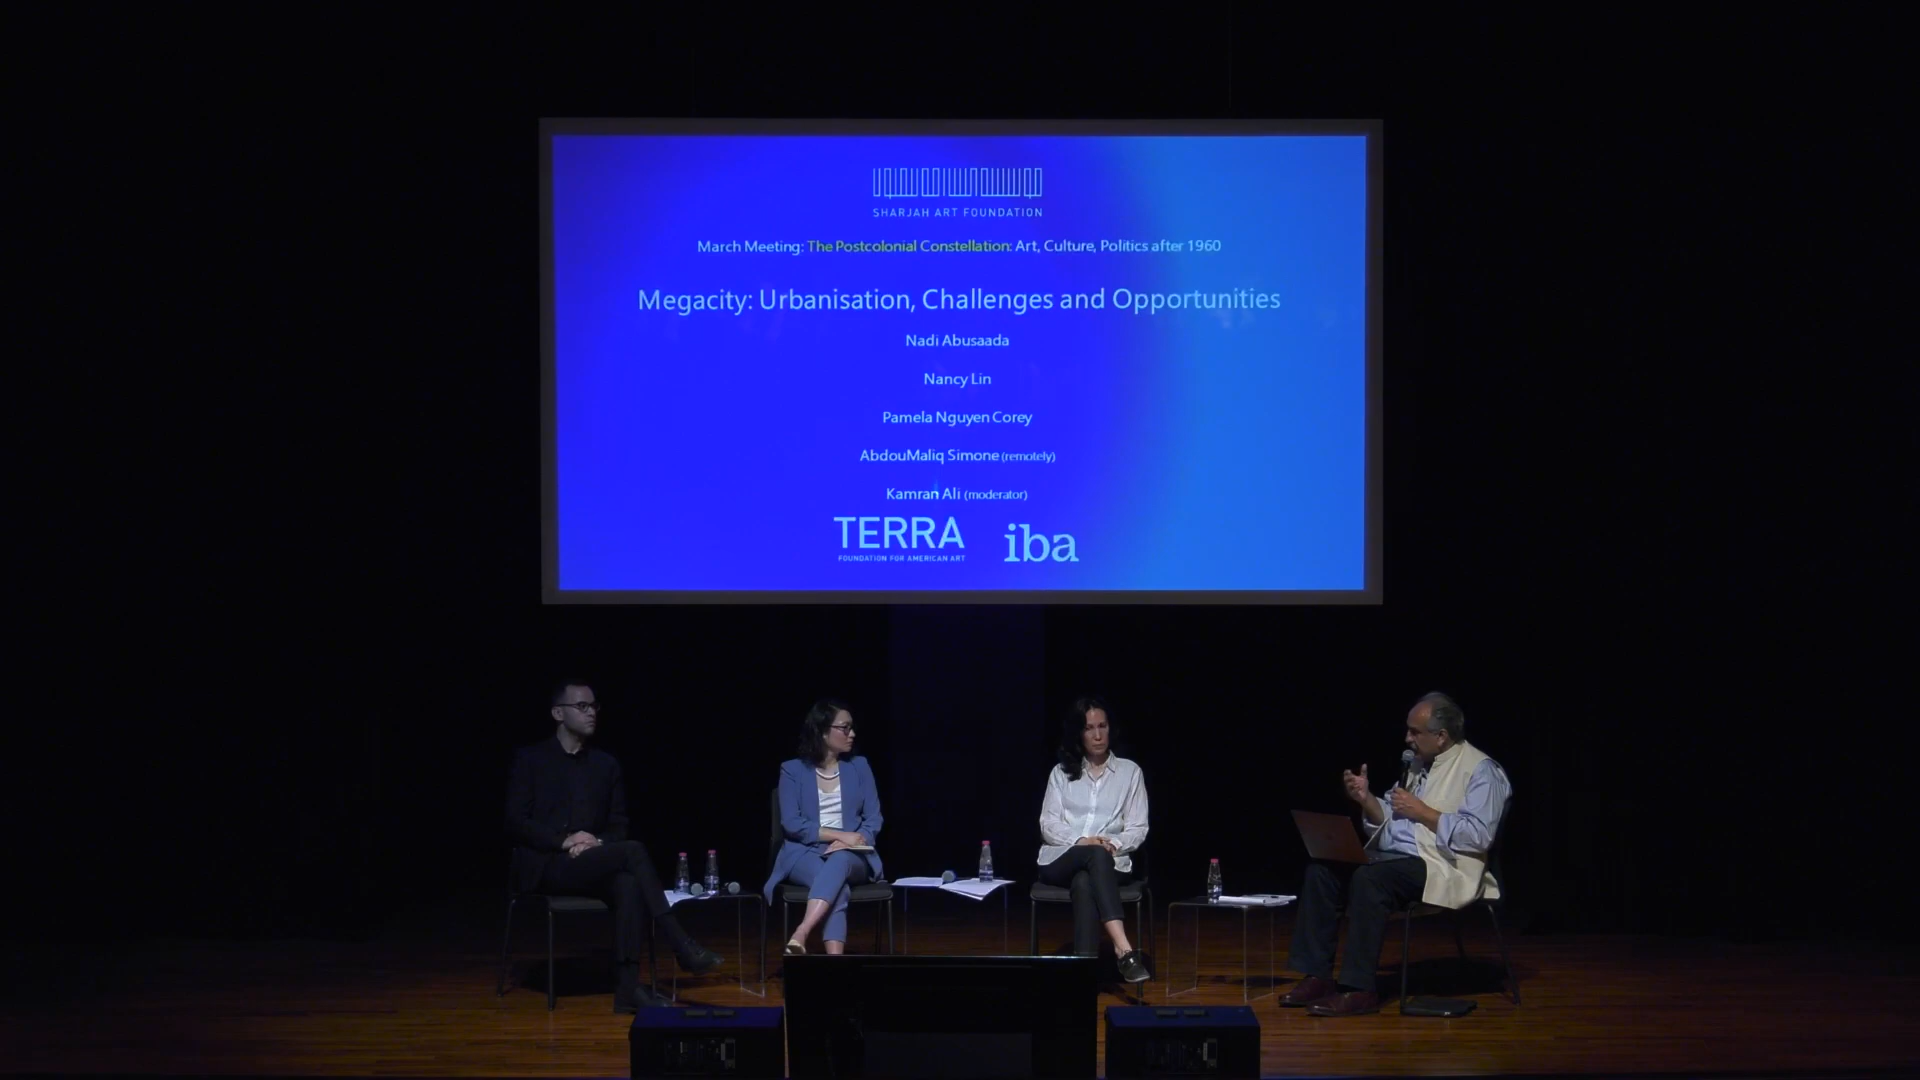 SHARJAH ART FOUNDATION
March Meeting: The Postcolonial Constellation: Art, Culture, Politics after 1960
Megacity: Urbanisation, Challenges and Opportunities
Nadi Abusaada
Nancy Lin
Pamela Nguyen Corey
AbdouMaliq Simone (remotely)
Kamran Ali (moderator)
TERRA
FOUNDATION FOR AMERICAN ART
iba